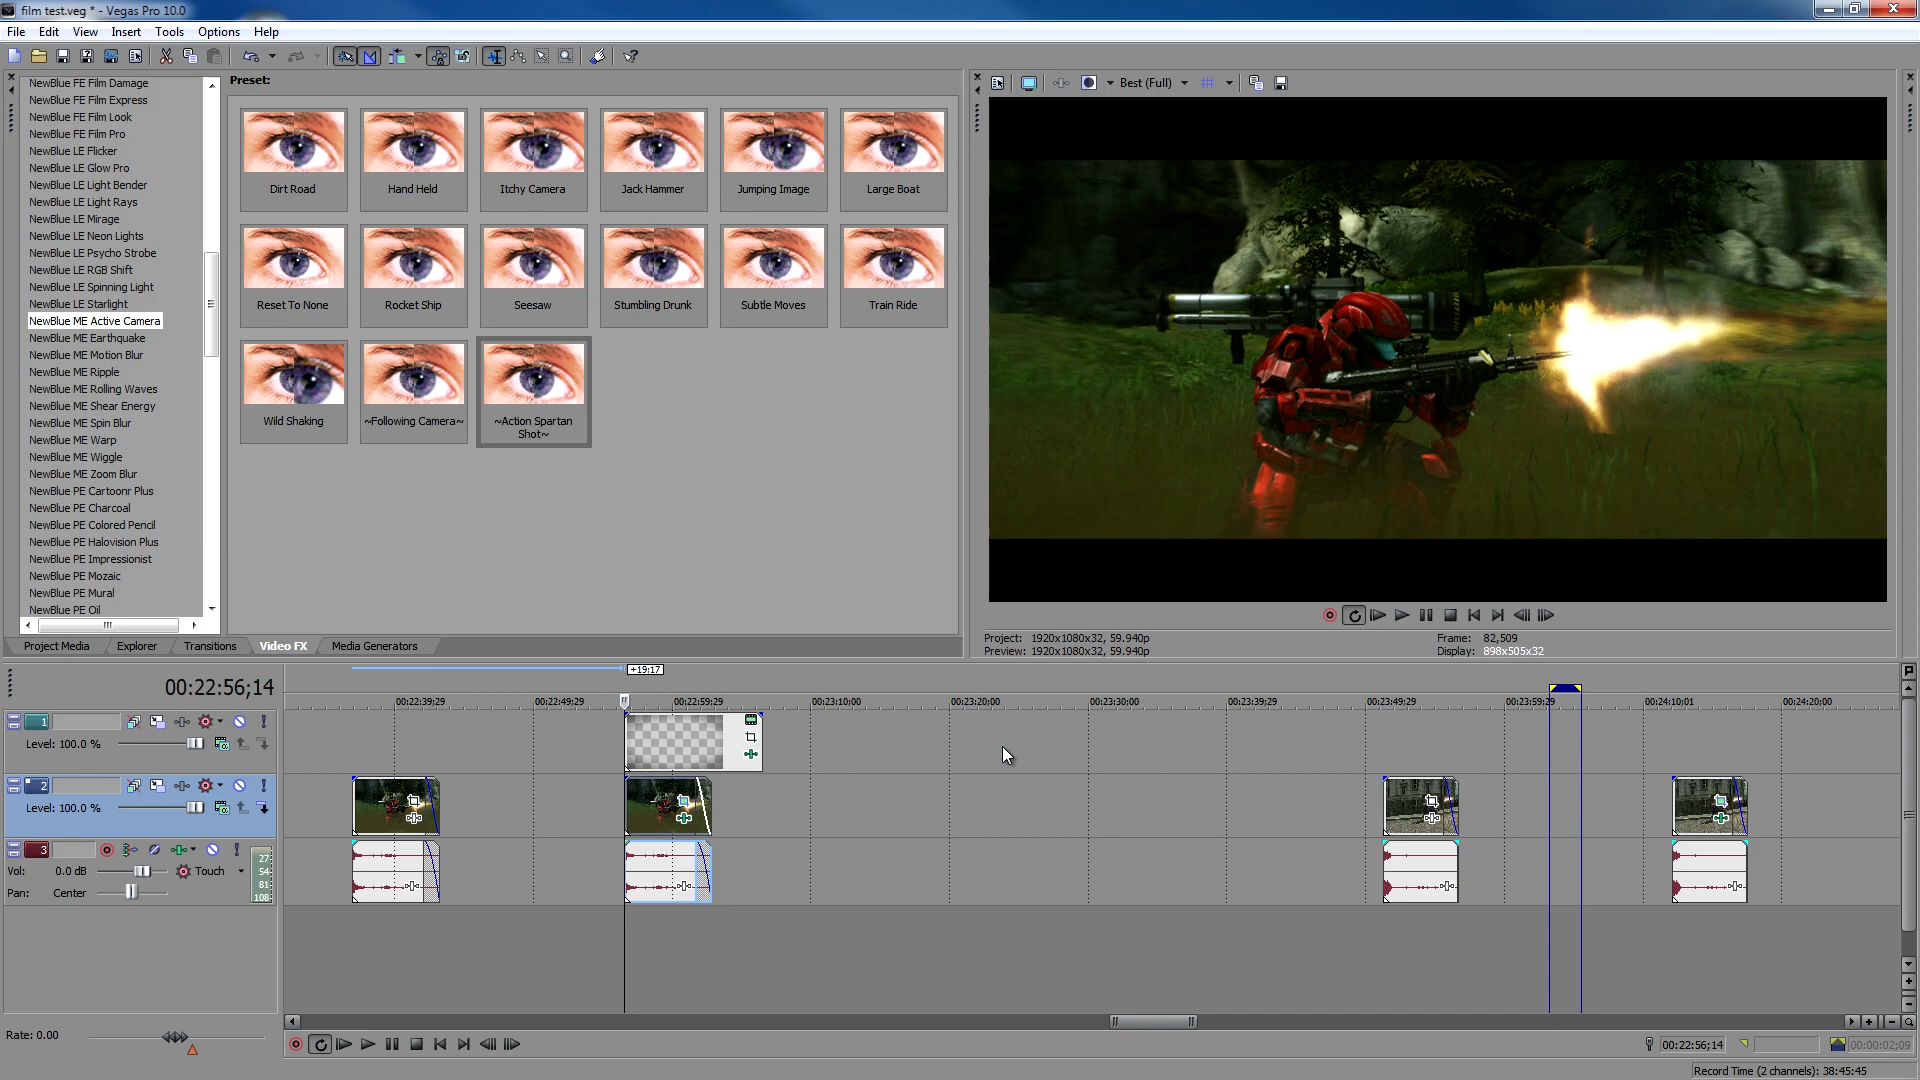 film test.veg * - Vegas Pro 10.0
File Edit View Insert Tools Options Help
NewBlue FE Film Damage
NewBlue FE Film Express
NewBlue FE Film Look
NewBlue FE Film Pro
NewBlue LE Flicker
NewBlue LE Glow Pro
NewBlue LE Light Bender
NewBlue LE Light Rays
NewBlue LE Mirage
NewBlue LE Neon Lights
NewBlue LE Psycho Strobe
NewBlue LE RGB Shift
NewBlue LE Spinning Light
NewBlue LE Starlight
NewBlue ME Active Camera
NewBlue ME Earthquake
NewBlue ME Motion Blur
NewBlue ME Ripple
NewBlue ME Rolling Waves
NewBlue ME Shear Energy
NewBlue ME Spin Blur
NewBlue ME Warp
NewBlue ME Wiggle
NewBlue ME Zoom Blur
NewBlue PE Cartoonr Plus
NewBlue PE Charcoal
NewBlue PE Colored Pencil
NewBlue PE Halovision Plus
NewBlue PE Impressionist
NewBlue PE Mozaic
NewBlue PE Mural
NewBlue PE Oil
Preset:
Dirt Road Hand Held Itchy Camera Jack Hammer Jumping Image Large Boat
Reset To None Rocket Ship Seesaw Stumbling Drunk Subtle Moves Train Ride
Wild Shaking ~Following Camera~ ~Action Spartan
Shot~
Project Media Explorer Transitions Video FX Media Generators
Best (Full)
Project: 1920x1080x32, 59.940p Frame: 82,509
Preview: 1920x1080x32, 59.940p Display: 898x505x32
+19:17
00:22:56;14
00:22:39;29 00:22:49;29 00:22:59;29 00:23:10;00 00:23:20;00 00:23:30;00 00:23:39;29 00:23:49;29 00:23:59;29 00:24:10;01 00:24:20;00
1
Level: 100.0 %
2
Level: 100.0 %
3
Vol: 0.0 dB Touch
Pan: Center
27
54
81
108
Rate: 0.00
00:22:56;14 00:00:02;09
Record Time (2 channels): 38:45:45